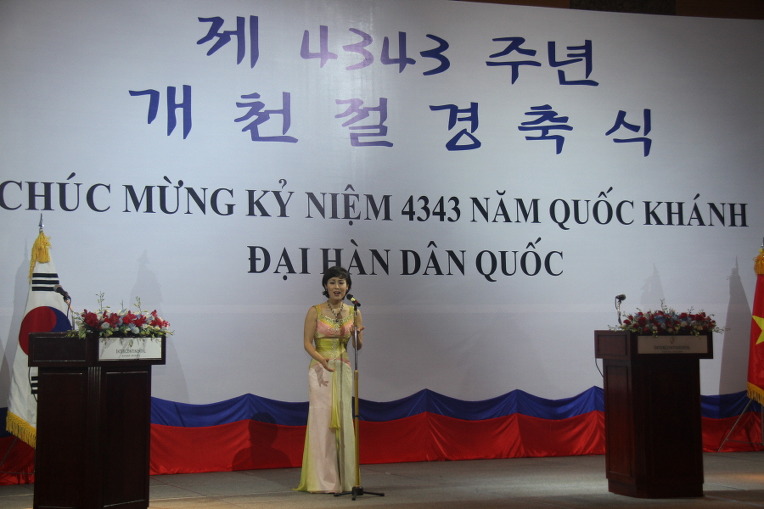 제 4343 주년
개천절경축식
CHÚC MỪNG KỶ NIỆM 4343 NĂM QUỐC KHÁNH
ĐẠI HÀN DÂN QUỐC